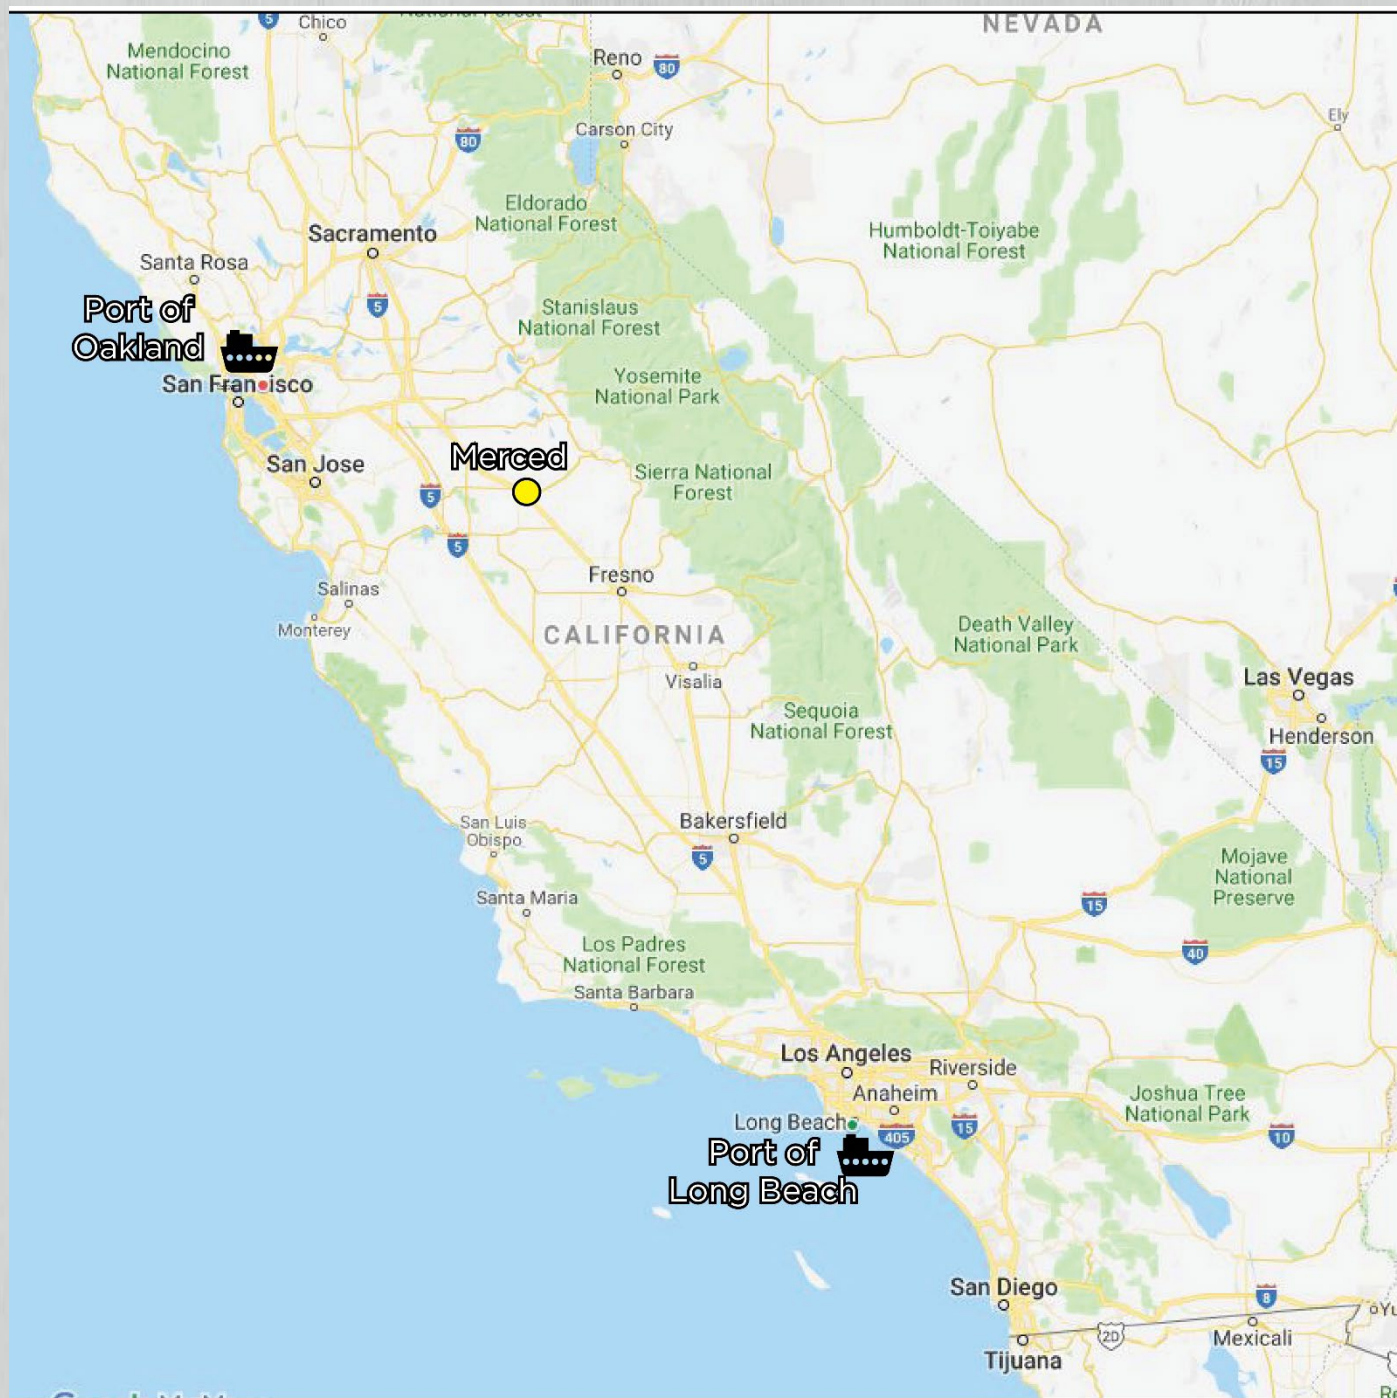 5
Chico
NEVADA
Mendocino
National Forest
Reno
80
Ely
Carson City
80
Eldorado
National Forest
Sacramento
Humboldt-Toiyabe
National Forest
Santa Rosa
Port of
Oakland
5
Stanislaus
National Forest
San Francisco
Yosemite
National Park
Merced
San Jose
Sierra National
Forest
5
5
Fresno
Salinas
Monterey
CALIFORNIA
Death Valley
National Park
Visalia
Las Vegas
Sequoia
National Forest
Henderson
15
San Luis
Obispo
Bakersfield
5
Mojave
National
Preserve
Santa Maria
15
Los Padres
National Forest
40
Santa Barbara
Los Angeles
Riverside
Anaheim
Joshua Tree
National Park
Long Beach
405
15
10
Port of
Long Beach
San Diego
8
2D
Mexicali
Tijuana